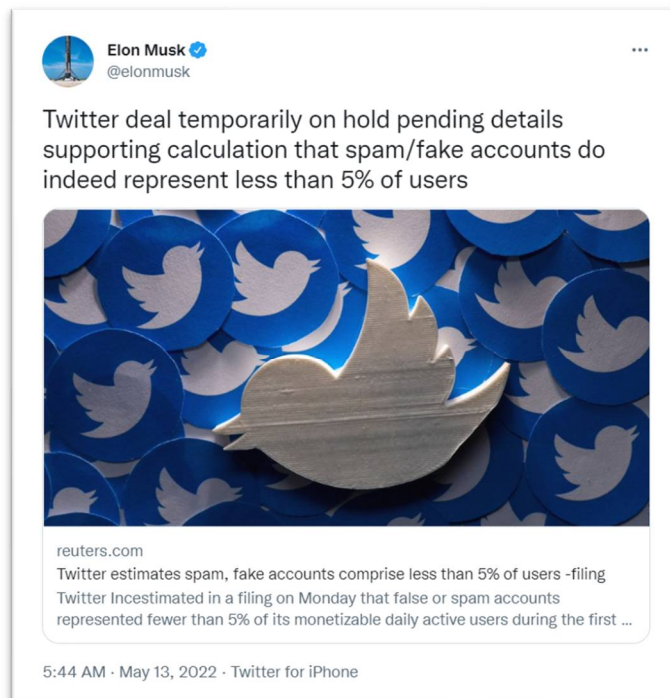 Elon Musk
@elonmusk
Twitter deal temporarily on hold pending details
supporting calculation that spam/fake accounts do
indeed represent less than 5% of users
reuters.com
Twitter estimates spam, fake accounts comprise less than 5% of users -filing
Twitter Incestimated in a filing on Monday that false or spam accounts
represented fewer than 5% of its monetizable daily active users during the first ...
5:44 AM · May 13, 2022 · Twitter for iPhone